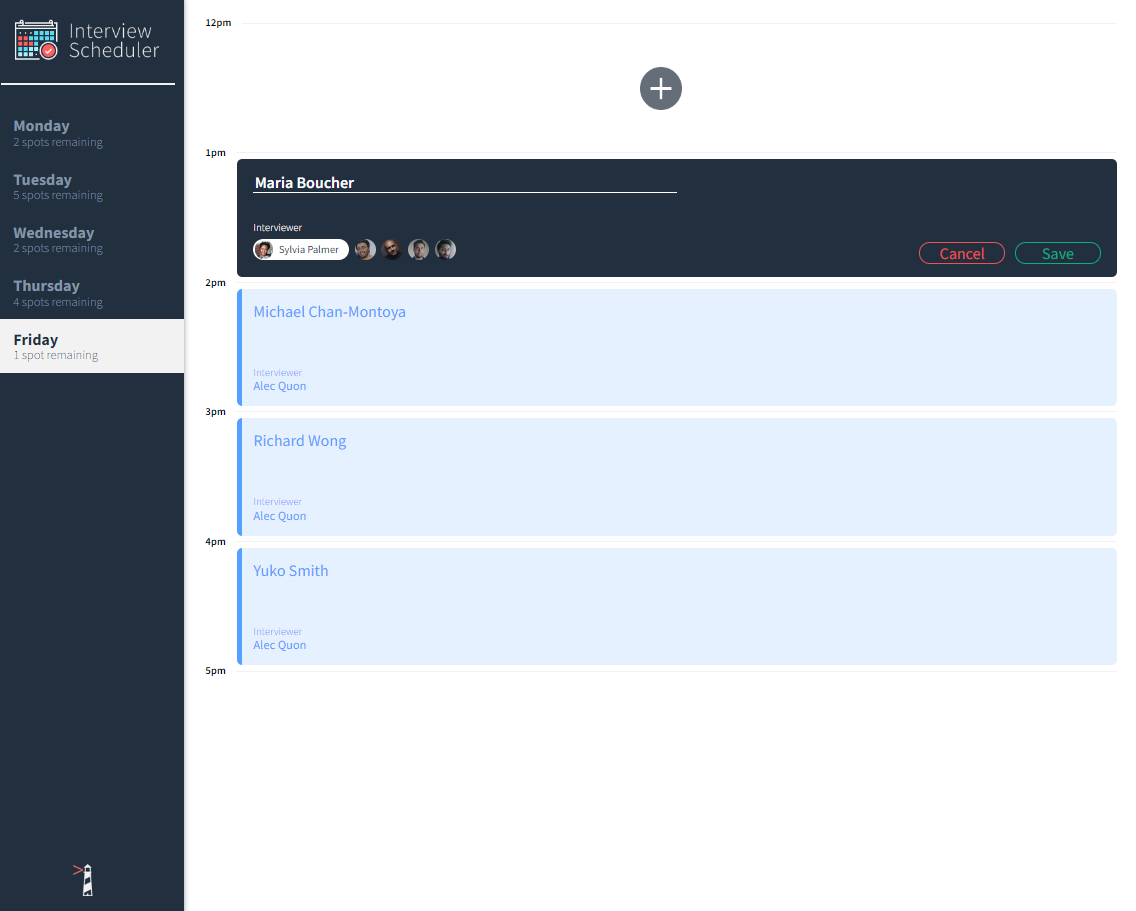 Interview
Scheduler
Monday
2 spots remaining
Tuesday
5 spots remaining
Wednesday
2 spots remaining
Thursday
4 spots remaining
Friday
1 spot remaining
12pm
1pm
Maria Boucher
Interviewer
Sylvia Palmer
Cancel
Save
2pm
Michael Chan-Montoya
Interviewer
Alec Quon
3pm
Richard Wong
Interviewer
Alec Quon
4pm
Yuko Smith
Interviewer
Alec Quon
5pm